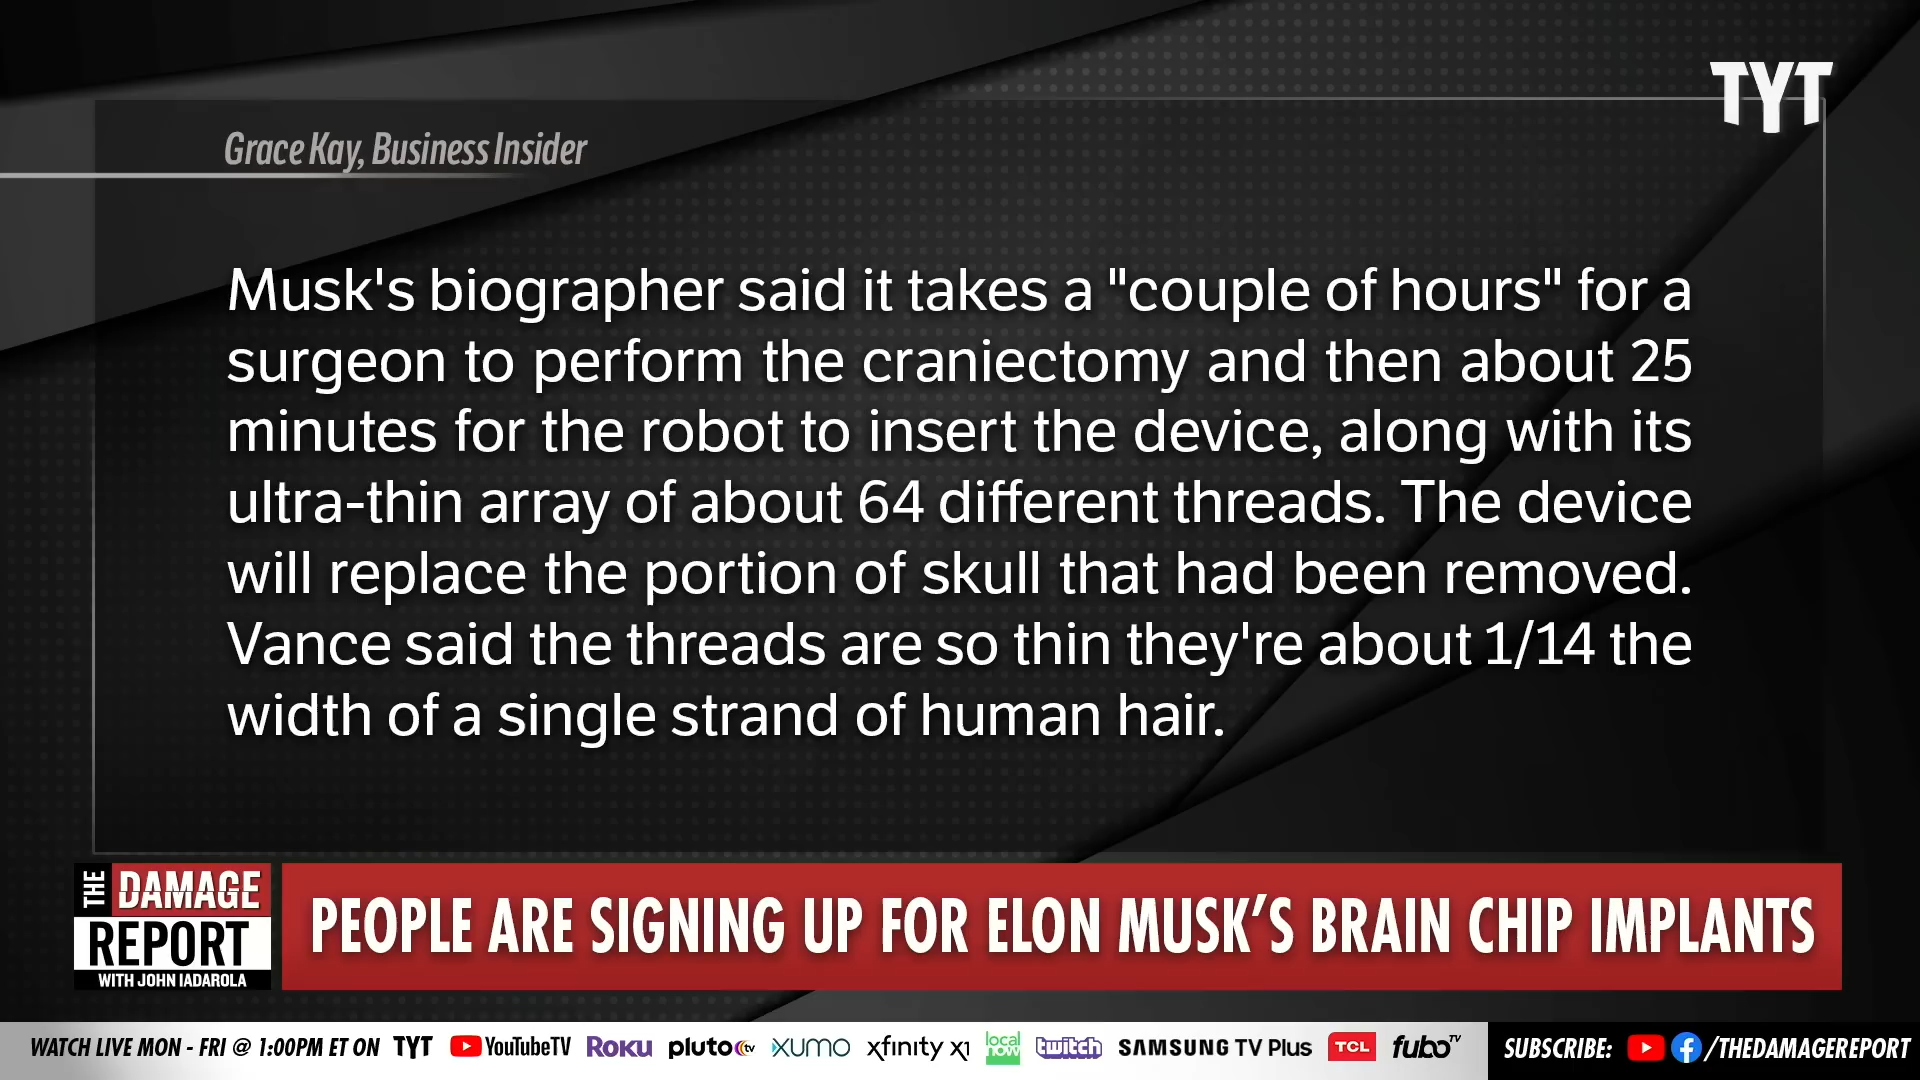 TYT
Grace Kay, Business Insider
Musk's biographer said it takes a "couple of hours" for a
surgeon to perform the craniectomy and then about 25
minutes for the robot to insert the device, along with its
ultra-thin array of about 64 different threads. The device
will replace the portion of skull that had been removed.
Vance said the threads are so thin they're about 1/14 the
width of a single strand of human hair.
THE DAMAGE
REPORT
WITH JOHN IADAROLA
PEOPLE ARE SIGNING UP FOR ELON MUSK'S BRAIN CHIP IMPLANTS
WATCH LIVE MON - FRI @ 1:00PM ET ON TYT YouTubeTV ROKU pluto tv XUMO xfinity x1 local now twitch SAMSUNG TV Plus TCL fubo TV SUBSCRIBE: /THEDAMAGEREPORT